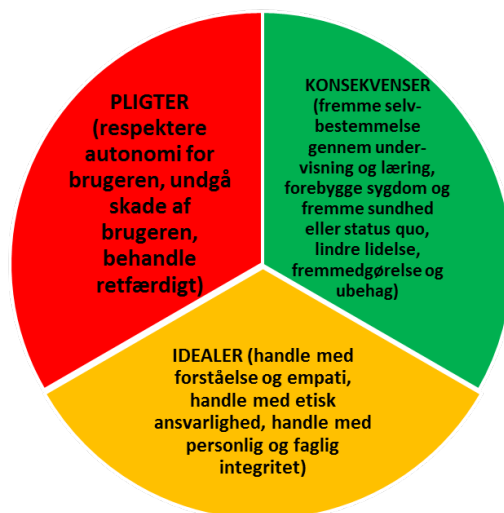 PLIGTER
(respektere
autonomi for
brugeren, undgå
skade af
brugeren,
behandle
retfærdigt)
KONSEKVENSER
(fremme selv-
bestemmelse
gennem under-
visning og læring,
forebygge sygdom og
fremme sundhed
eller status quo,
lindre lidelse,
fremmedgørelse og
ubehag)
IDEALER (handle med
forståelse og empati,
handle med etisk
ansvarlighed, handle med
personlig og faglig
integritet)